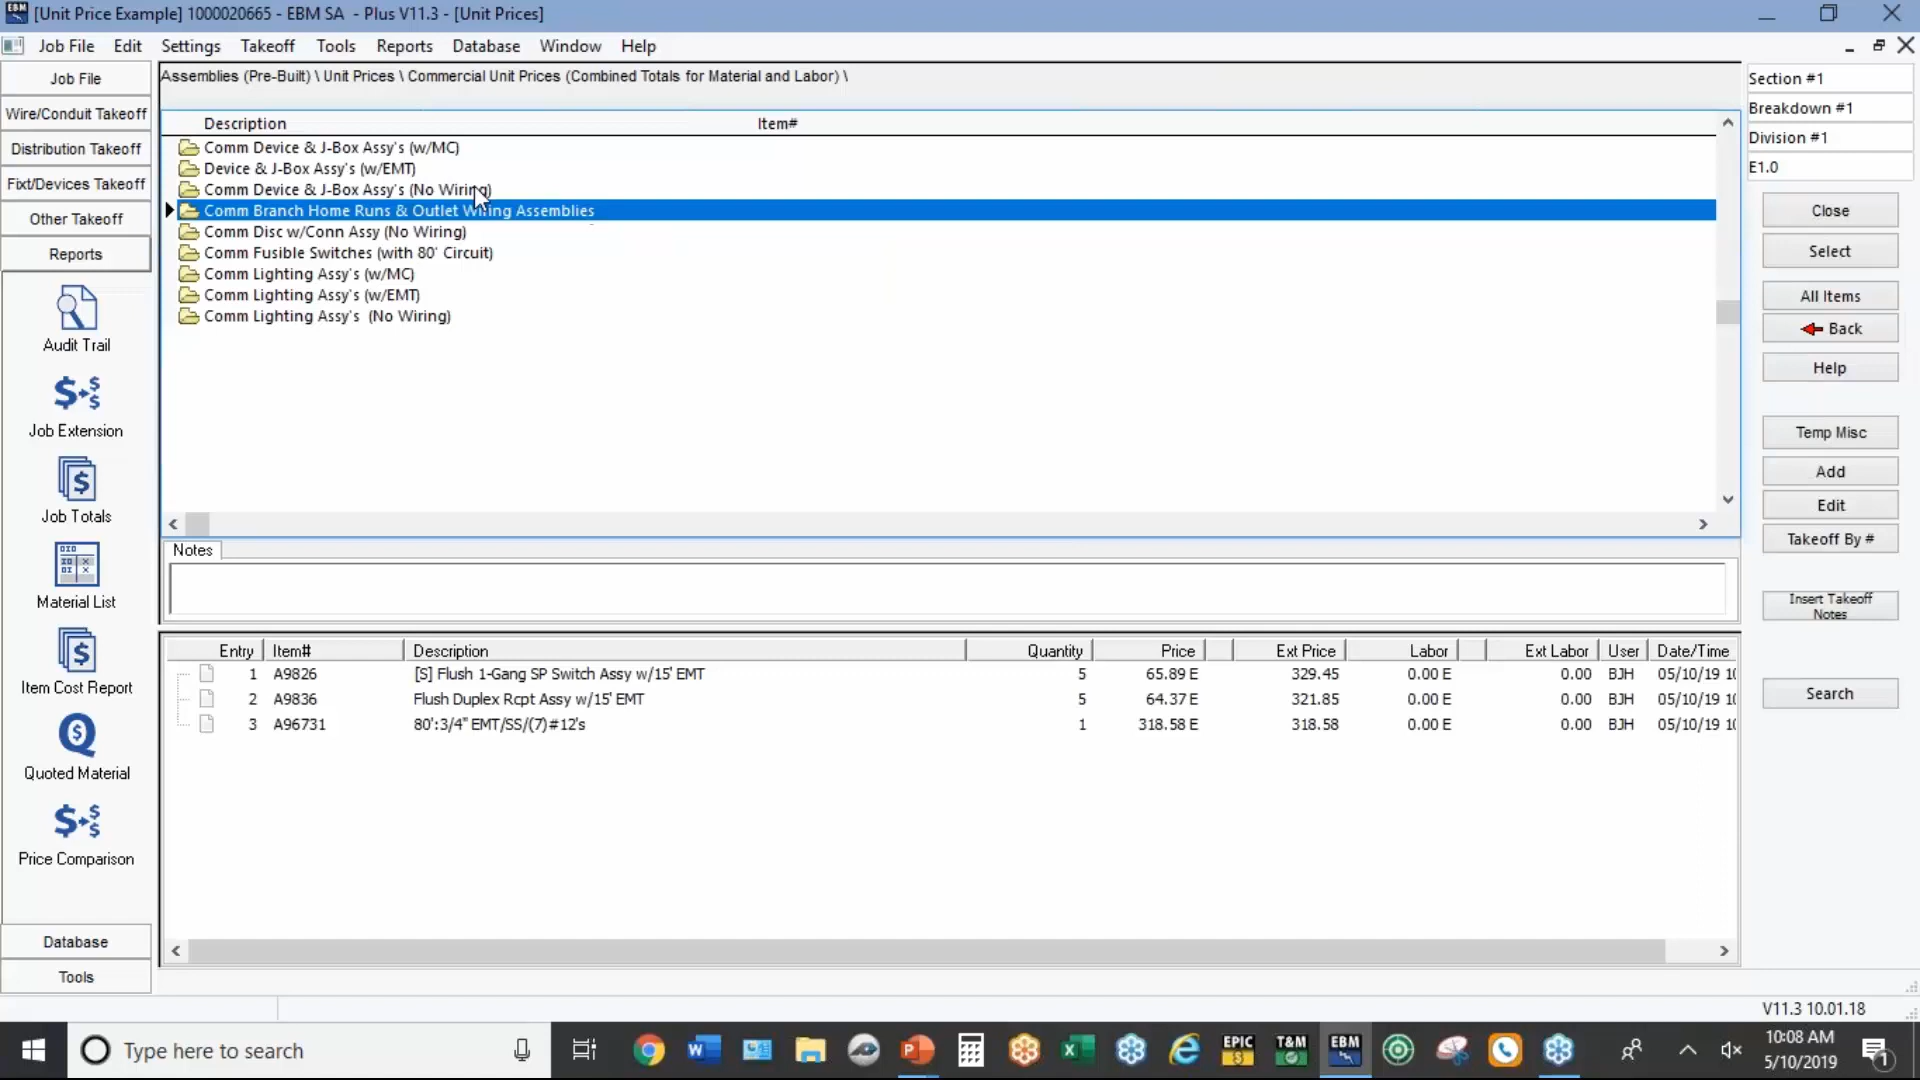 [Unit Price Example] 1000020665 - EBM SA - Plus V11.3 - [Unit Prices]
Job File Edit Settings Takeoff Tools Reports Database Window Help
Job File
Wire/Conduit Takeoff
Distribution Takeoff
Fixt/Devices Takeoff
Other Takeoff
Reports
Audit Trail
Job Extension
Job Totals
Material List
Item Cost Report
Quoted Material
Price Comparison
Database
Tools
Assemblies (Pre-Built) \ Unit Prices \ Commercial Unit Prices (Combined Totals for Material and Labor) \
Description Item#
Comm Device & J-Box Assy's (w/MC)
Device & J-Box Assy's (w/EMT)
Comm Device & J-Box Assy's (No Wiring)
Comm Branch Home Runs & Outlet Wiring Assemblies
Comm Disc w/Conn Assy (No Wiring)
Comm Fusible Switches (with 80' Circuit)
Comm Lighting Assy's (w/MC)
Comm Lighting Assy's (w/EMT)
Comm Lighting Assy's (No Wiring)
Notes
Entry Item# Description Quantity Price Ext Price Labor Ext Labor User Date/Time
1 A9826 [S] Flush 1-Gang SP Switch Assy w/15' EMT 5 65.89 E 329.45 0.00 E 0.00 BJH 05/10/19 10
2 A9836 Flush Duplex Rcpt Assy w/15' EMT 5 64.37 E 321.85 0.00 E 0.00 BJH 05/10/19 10
3 A96731 80':3/4" EMT/SS/(7)#12's 1 318.58 E 318.58 0.00 E 0.00 BJH 05/10/19 10
Section #1
Breakdown #1
Division #1
E1.0
Close
Select
All Items
Back
Help
Temp Misc
Add
Edit
Takeoff By #
Insert Takeoff
Notes
Search
V11.3 10.01.18
Type here to search
EPIC
T&M
EBM
10:08 AM
5/10/2019
1